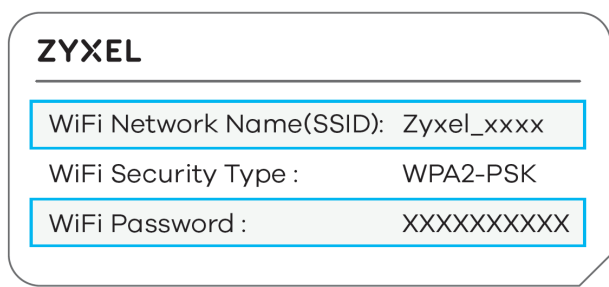 ZYXEL
WiFi Network Name(SSID): Zyxel_xxxx
WiFi Security Type : WPA2-PSK
WiFi Password : XXXXXXXXXX